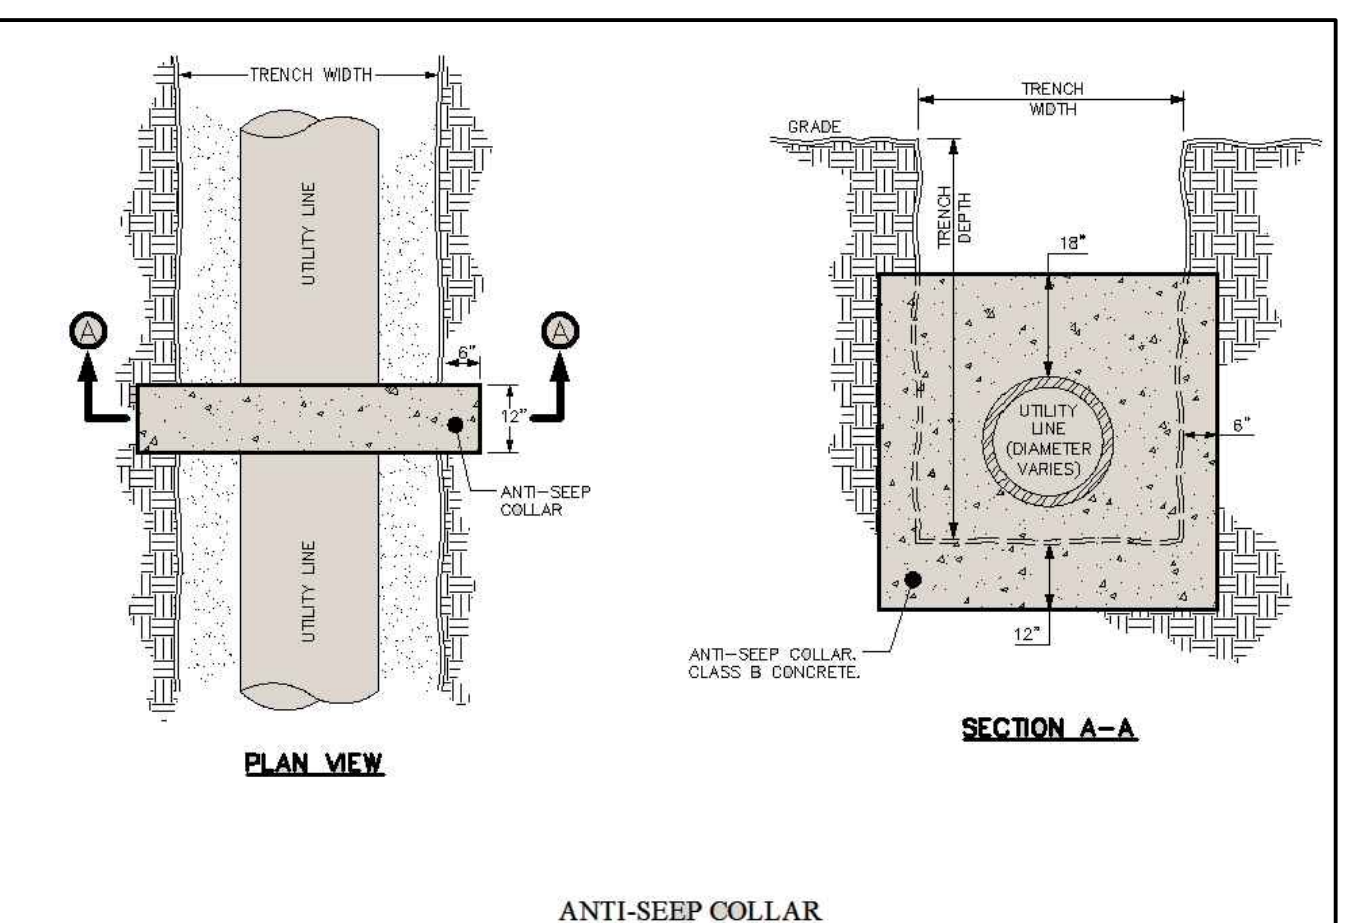 TRENCH WIDTH
UTILITY LINE
A
A
6"
12"
ANTI-SEEP
COLLAR
UTILITY LINE
PLAN VIEW
TRENCH
WIDTH
GRADE
TRENCH
DEPTH
18"
UTILITY
LINE
(DIAMETER
VARIES)
6"
12"
ANTI-SEEP COLLAR.
CLASS B CONCRETE.
SECTION A-A
ANTI-SEEP COLLAR